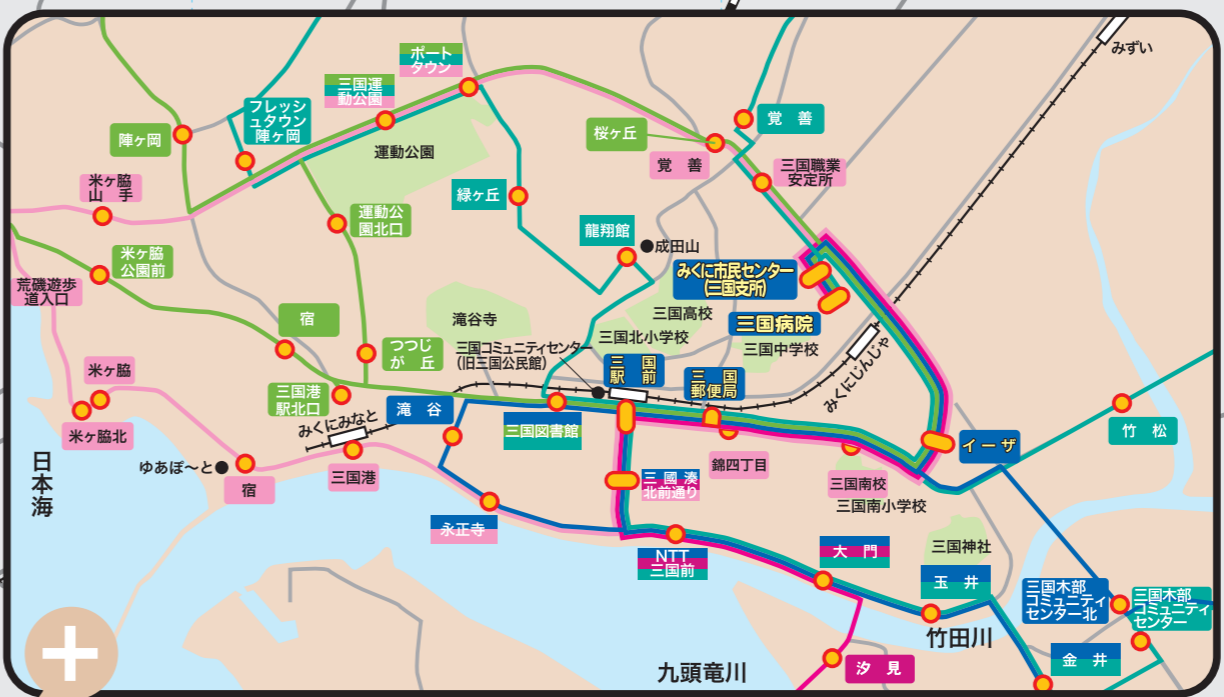 みずい
ポート
タウン
三国運
動公園
フレッシ
ュタウン
陣ヶ岡
陣ヶ岡
運動公園
桜ヶ丘
覚 善
覚 善
三国職業
安定所
米ヶ脇
山 手
緑ヶ丘
運動公
園北口
龍翔館
成田山
米ヶ脇
公園前
みくに市民センター
(三国支所)
荒磯遊歩
道入口
三国高校
三国病院
宿
滝谷寺
三国北小学校
三国中学校
みくにじんじゃ
つつじ
が 丘
三国コミュニティセンター
(旧三国公民館)
三 国
駅 前
三 国
郵便局
米ヶ脇
三国港
駅北口
滝 谷
みくにみなと
三国図書館
竹 松
米ヶ脇北
イーザ
日本海
ゆあぽ〜と
宿
三国港
錦四丁目
三 國 湊
北前通り
三国南校
三国南小学校
永正寺
NTT
三国前
大 門
三国神社
玉 井
三国木部
コミュニティ
センター北
三国木部
コミュニティ
センター
竹田川
金 井
九頭竜川
汐 見